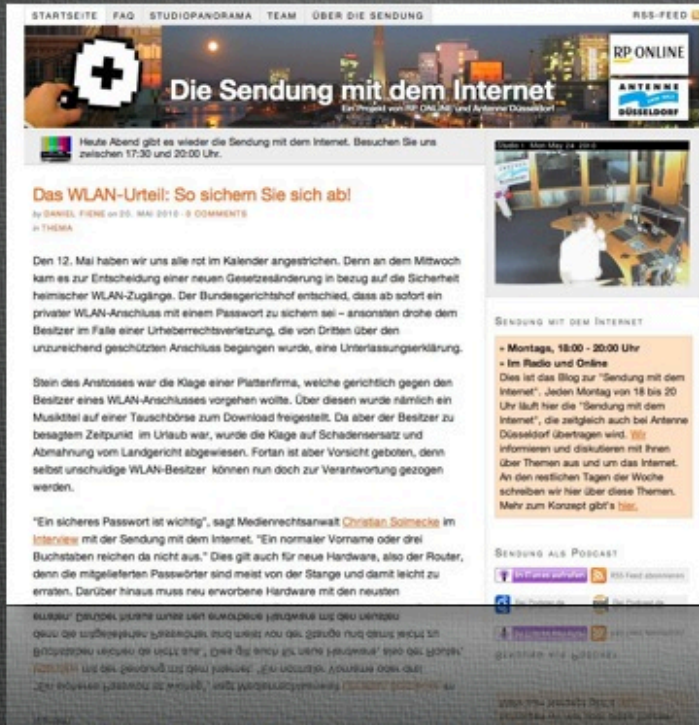 STARTSEITE FAQ STUDIOPANORAMA TEAM ÜBER DIE SENDUNG
RSS-FEED
RP ONLINE
Die Sendung mit dem Internet
Ein Projekt von RP ONLINE und Antenne Düsseldorf
ANTENNE
DÜSSELDORF
Heute Abend gibt es wieder die Sendung mit dem Internet. Besuchen Sie uns
zwischen 17:30 und 20:00 Uhr.
Das WLAN-Urteil: So sichern Sie sich ab!
by DANIEL FIENE on 20. MAI 2010 · 0 COMMENTS
in THEMA
Den 12. Mai haben wir uns alle rot im Kalender angestrichen. Denn an dem Mittwoch
kam es zur Entscheidung einer neuen Gesetzesänderung in bezug auf die Sicherheit
heimischer WLAN-Zugänge. Der Bundesgerichtshof entschied, dass ab sofort ein
privater WLAN-Anschluss mit einem Passwort zu sichern sei – ansonsten drohe dem
Besitzer im Falle einer Urheberrechtsverletzung, die von Dritten über den
unzureichend geschützten Anschluss begangen wurde, eine Unterlassungserklärung.
Stein des Anstosses war die Klage einer Plattenfirma, welche gerichtlich gegen den
Besitzer eines WLAN-Anschlusses vorgehen wollte. Über diesen wurde nämlich ein
Musiktitel auf einer Tauschbörse zum Download freigestellt. Da aber der Besitzer zu
besagtem Zeitpunkt im Urlaub war, wurde die Klage auf Schadensersatz und
Abmahnung vom Landgericht abgewiesen. Fortan ist aber Vorsicht geboten, denn
selbst unschuldige WLAN-Besitzer können nun doch zur Verantwortung gezogen
werden.
"Ein sicheres Passwort ist wichtig", sagt Medienrechtsanwalt Christian Solmecke im
Interview mit der Sendung mit dem Internet. "Ein normaler Vorname oder drei
Buchstaben reichen da nicht aus." Dies gilt auch für neue Hardware, also der Router,
denn die mitgelieferten Passwörter sind meist von der Stange und damit leicht zu
erraten. Darüber hinaus muss neu erworbene Hardware mit den neusten
Studio 1 Mon May 24 2010
SENDUNG MIT DEM INTERNET
» Montags, 18:00 - 20:00 Uhr
» Im Radio und Online
Dies ist das Blog zur "Sendung mit dem
Internet". Jeden Montag von 18 bis 20
Uhr läuft hier die "Sendung mit dem
Internet", die zeitgleich auch bei Antenne
Düsseldorf übertragen wird. Wir
informieren und diskutieren mit Ihnen
über Themen aus und um das Internet.
An den restlichen Tagen der Woche
schreiben wir hier über diese Themen.
Mehr zum Konzept gibt's hier.
SENDUNG ALS PODCAST
In iTunes aufrufen RSS Feed abonnieren